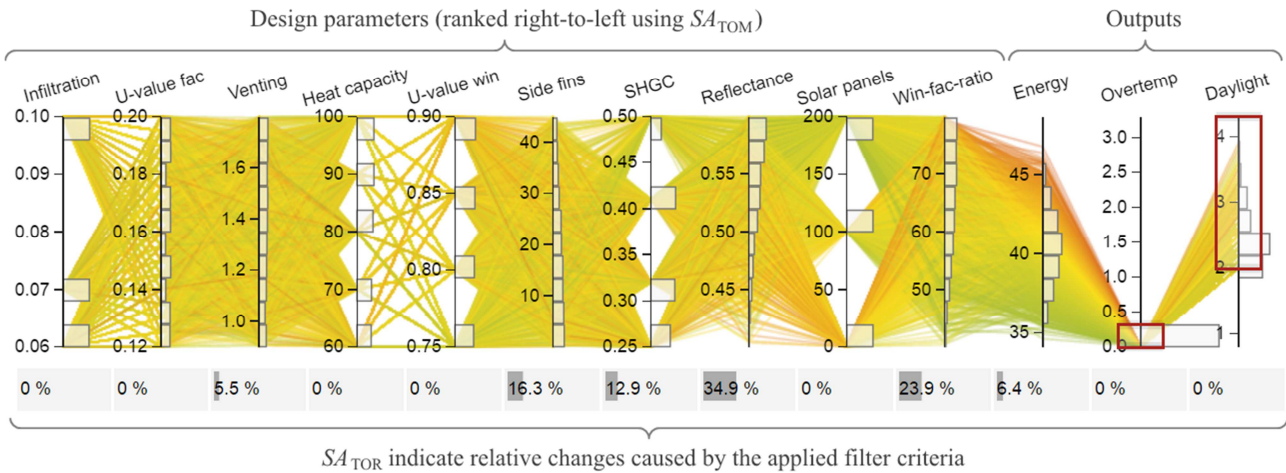 Design parameters (ranked right-to-left using SA_TOM) Outputs
Infiltration U-value fac Venting Heat capacity U-value win Side fins SHGC Reflectance Solar panels Win-fac-ratio Energy Overtemp Daylight
0.10 0.20 100 0.90 0.50 200
3.0 4
40
1.6 70 45
0.09 0.18 90 0.45 0.55 150 2.5
0.85 3
1.4 0.40 2.0
0.08 0.16 80 20 0.50 100 60
1.5
40
0.80 2
1.2 1.0
0.07 0.14 70 0.30 0.45 50 50
10
1.0 0.5
35 1
0.06 0.12 60 0.75 0.25 0 0.0
0 % 0 % 5.5 % 0 % 0 % 16.3 % 12.9 % 34.9 % 0 % 23.9 % 6.4 % 0 % 0 %
SA_TOR indicate relative changes caused by the applied filter criteria